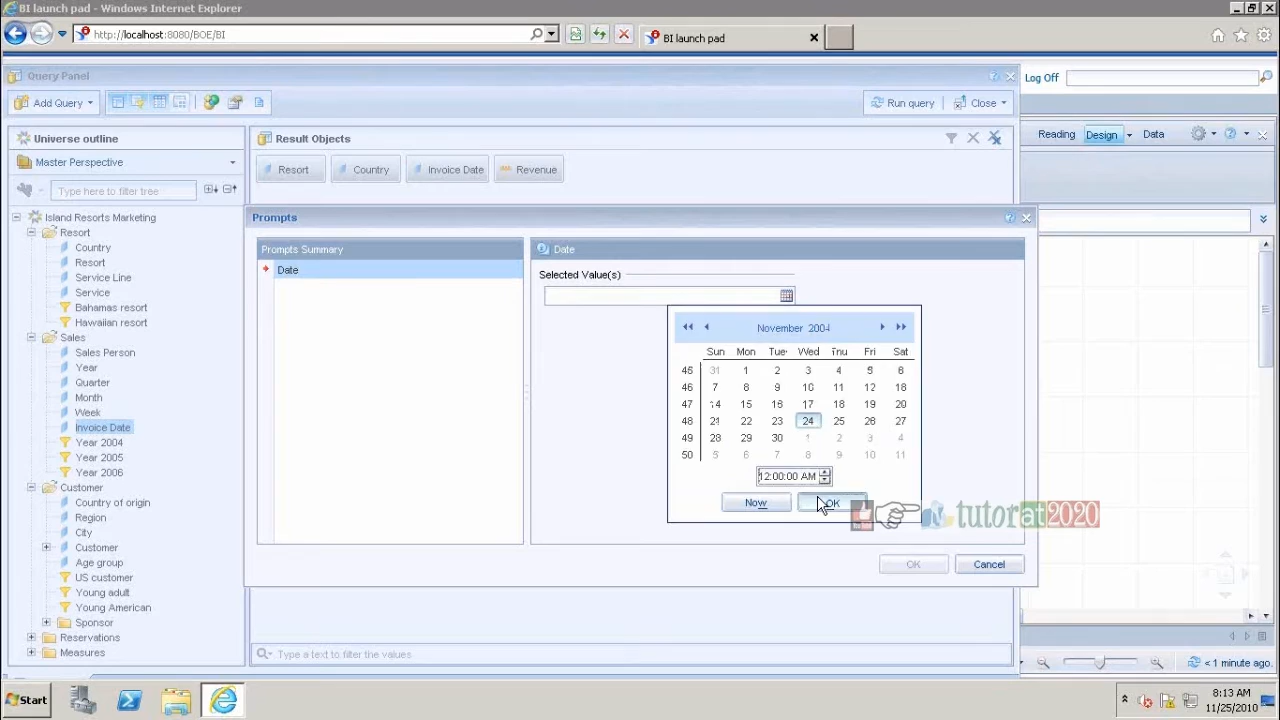 BI launch pad - Windows Internet Explorer
http://localhost:8080/BOE/BI
BI launch pad
Query Panel
Log Off
Add Query
Run query
Close
Universe outline
Result Objects
Reading
Design
Data
Master Perspective
Resort
Country
Invoice Date
Revenue
Type here to filter tree
Island Resorts Marketing
Resort
Country
Resort
Service Line
Service
Bahamas resort
Hawaiian resort
Sales
Sales Person
Year
Quarter
Month
Week
Invoice Date
Year 2004
Year 2005
Year 2006
Customer
Country of origin
Region
City
Customer
Age group
US customer
Young adult
Young American
Sponsor
Reservations
Measures
Prompts
Prompts Summary
Date
Date
Selected Value(s)
November 2004
Sun Mon Tue Wed Thu Fri Sat
45 31 1 2 3 4 5 6
46 7 8 9 10 11 12 13
47 14 15 16 17 18 19 20
48 21 22 23 24 25 26 27
49 28 29 30 1 2 3 4
50 5 6 7 8 9 10 11
12:00:00 AM
Now
OK
tutorat2020
OK
Cancel
Type a text to filter the values
< 1 minute ago
Start
8:13 AM
11/25/2010